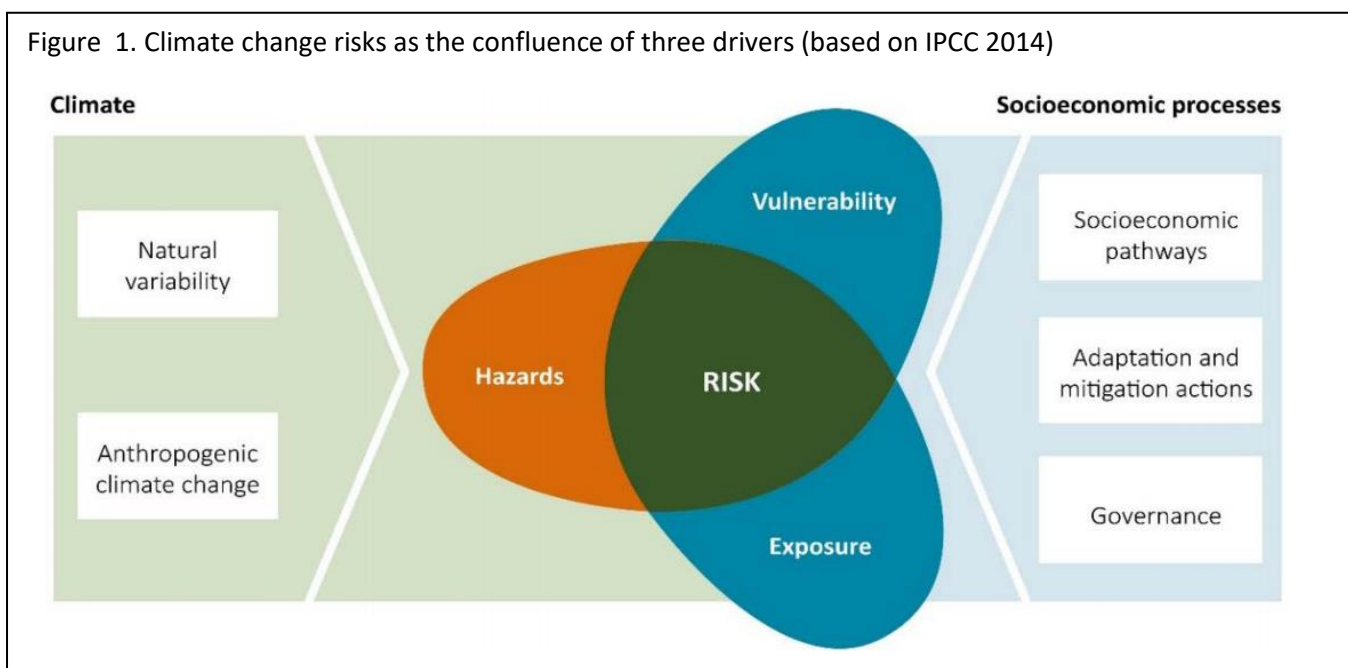 Figure 1. Climate change risks as the confluence of three drivers (based on IPCC 2014)
Climate
Socioeconomic processes
Natural
variability
Anthropogenic
climate change
Vulnerability
Hazards
RISK
Exposure
Socioeconomic
pathways
Adaptation and
mitigation actions
Governance